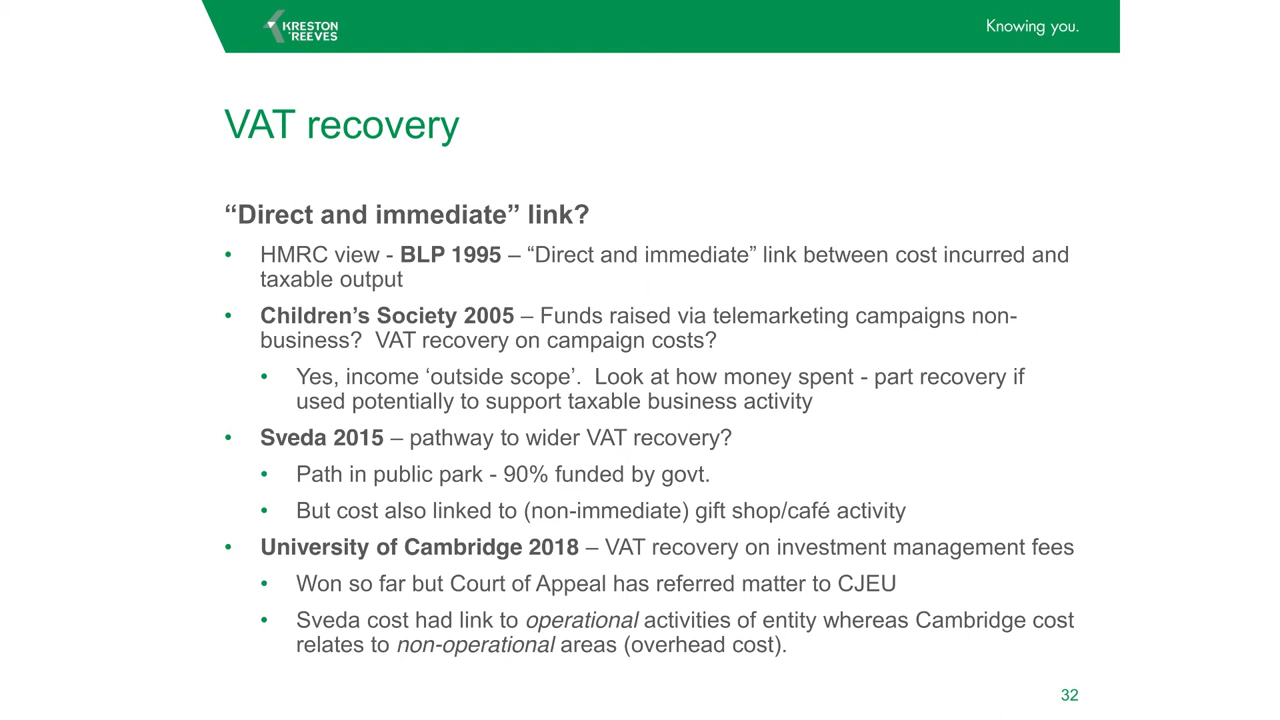 KRESTON
REEVES
Knowing you.
VAT recovery
“Direct and immediate” link?
• HMRC view - BLP 1995 – “Direct and immediate” link between cost incurred and
taxable output
• Children’s Society 2005 – Funds raised via telemarketing campaigns non-
business?  VAT recovery on campaign costs?
• Yes, income ‘outside scope’.  Look at how money spent - part recovery if
used potentially to support taxable business activity
• Sveda 2015 – pathway to wider VAT recovery?
• Path in public park - 90% funded by govt.
• But cost also linked to (non-immediate) gift shop/café activity
• University of Cambridge 2018 – VAT recovery on investment management fees
• Won so far but Court of Appeal has referred matter to CJEU
• Sveda cost had link to operational activities of entity whereas Cambridge cost
relates to non-operational areas (overhead cost).
32